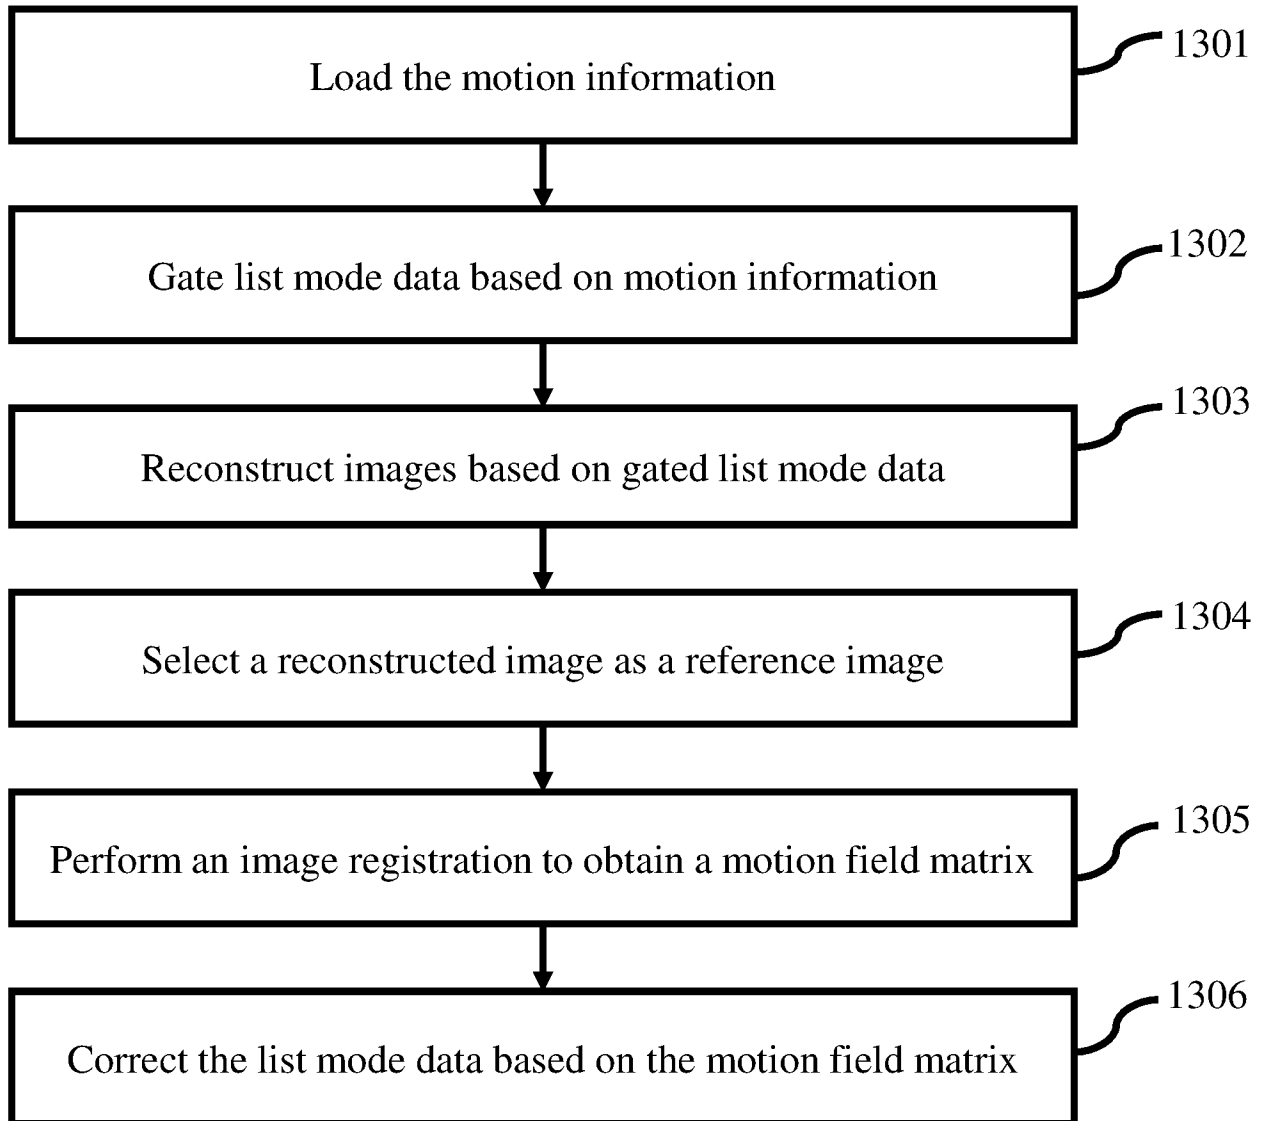 Load the motion information
1301
Gate list mode data based on motion information
1302
Reconstruct images based on gated list mode data
1303
Select a reconstructed image as a reference image
1304
Perform an image registration to obtain a motion field matrix
1305
Correct the list mode data based on the motion field matrix
1306